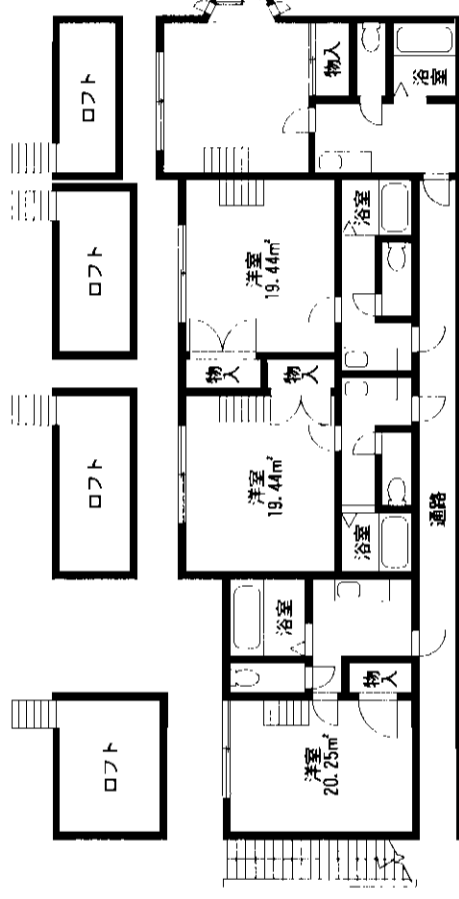 ロフト
物入
浴室
ロフト
洋室
19.44㎡
浴室
物入
物入
ロフト
洋室
19.44㎡
浴室
通路
浴室
ロフト
洋室
20.25㎡
物入